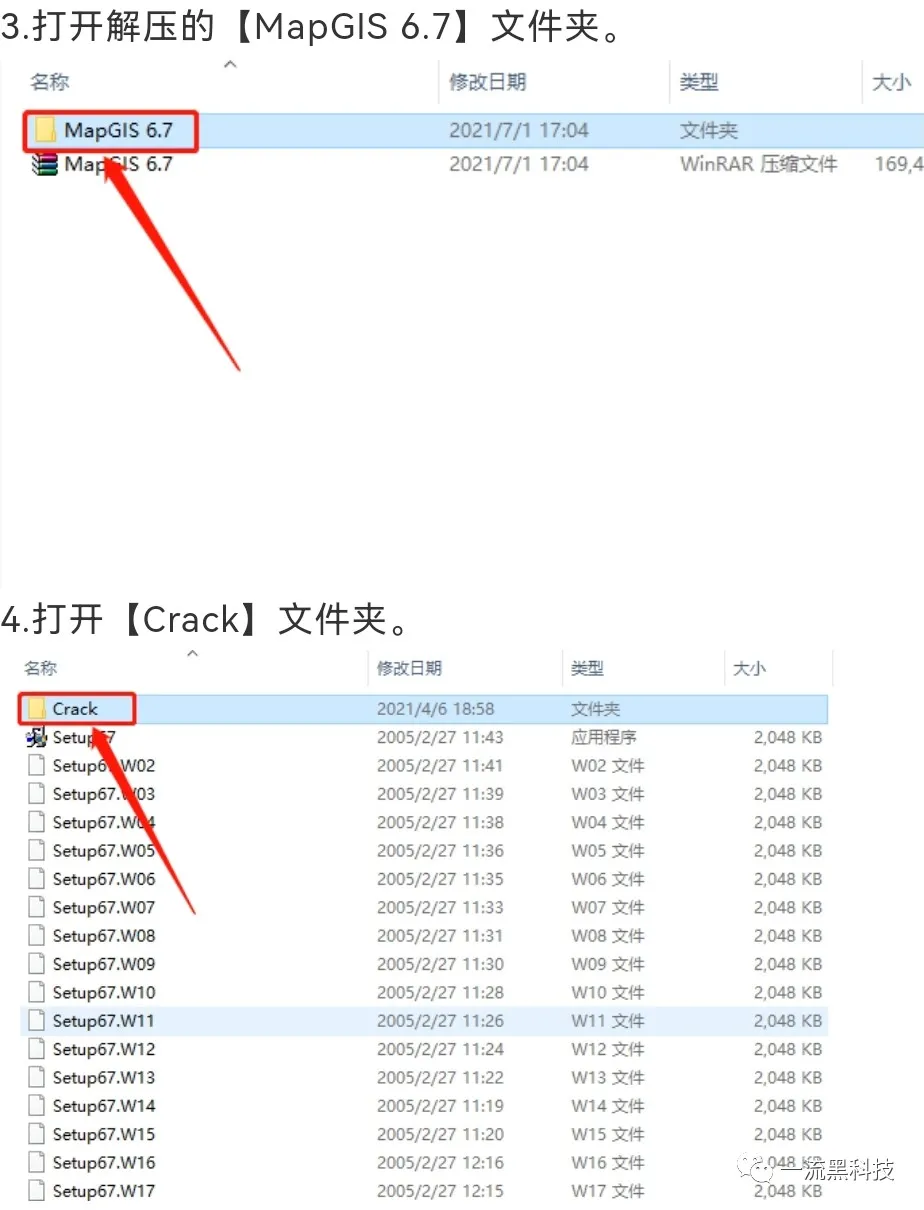 3.打开解压的【MapGIS 6.7】文件夹。
名称 修改日期 类型 大小
MapGIS 6.7 2021/7/1 17:04 文件夹
MapGIS 6.7 2021/7/1 17:04 WinRAR 压缩文件 169,4
4.打开【Crack】文件夹。
名称 修改日期 类型 大小
Crack 2021/4/6 18:58 文件夹
Setup67 2005/2/27 11:43 应用程序 2,048 KB
Setup67.W02 2005/2/27 11:41 W02 文件 2,048 KB
Setup67.W03 2005/2/27 11:39 W03 文件 2,048 KB
Setup67.W04 2005/2/27 11:38 W04 文件 2,048 KB
Setup67.W05 2005/2/27 11:36 W05 文件 2,048 KB
Setup67.W06 2005/2/27 11:35 W06 文件 2,048 KB
Setup67.W07 2005/2/27 11:33 W07 文件 2,048 KB
Setup67.W08 2005/2/27 11:31 W08 文件 2,048 KB
Setup67.W09 2005/2/27 11:30 W09 文件 2,048 KB
Setup67.W10 2005/2/27 11:28 W10 文件 2,048 KB
Setup67.W11 2005/2/27 11:26 W11 文件 2,048 KB
Setup67.W12 2005/2/27 11:24 W12 文件 2,048 KB
Setup67.W13 2005/2/27 11:22 W13 文件 2,048 KB
Setup67.W14 2005/2/27 11:19 W14 文件 2,048 KB
Setup67.W15 2005/2/27 11:20 W15 文件 2,048 KB
Setup67.W16 2005/2/27 12:16 W16 文件 2,048 KB
一流黑科技
Setup67.W17 2005/2/27 12:15 W17 文件 2,048 KB